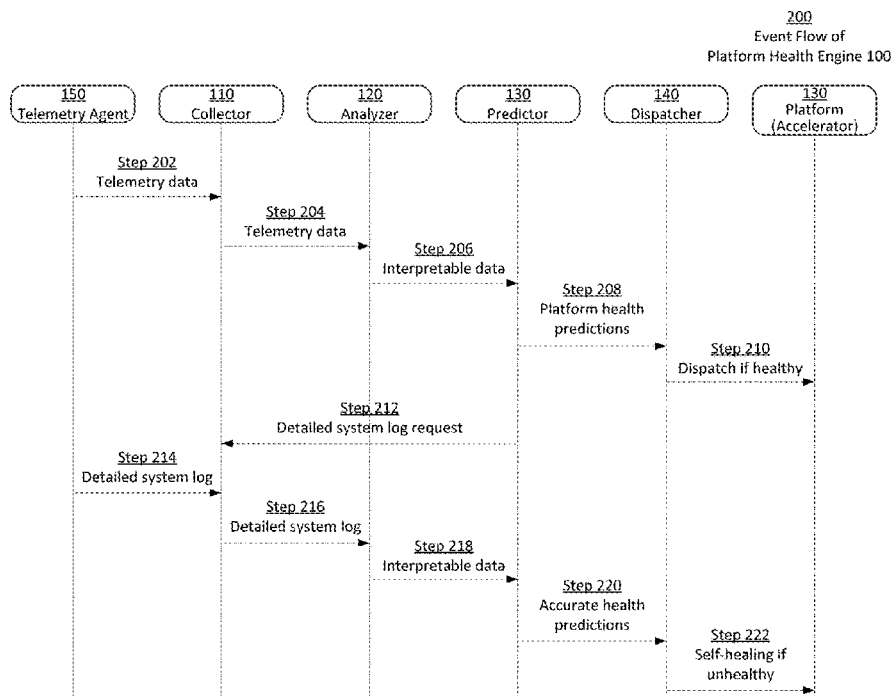 200
Event Flow of
Platform Health Engine 100
150
Telemetry Agent
110
Collector
120
Analyzer
130
Predictor
140
Dispatcher
130
Platform
(Accelerator)
Step 202
Telemetry data
Step 204
Telemetry data
Step 206
Interpretable data
Step 208
Platform health
predictions
Step 210
Dispatch if healthy
Step 212
Detailed system log request
Step 214
Detailed system log
Step 216
Detailed system log
Step 218
Interpretable data
Step 220
Accurate health
predictions
Step 222
Self-healing if
unhealthy